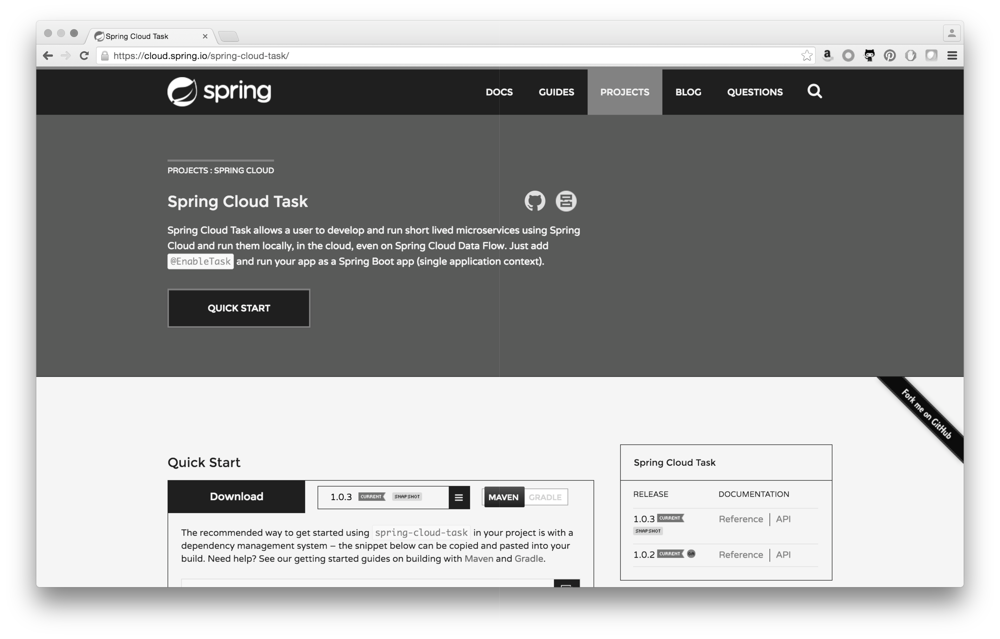 Spring Cloud Task
https://cloud.spring.io/spring-cloud-task/
spring
DOCS GUIDES PROJECTS BLOG QUESTIONS
PROJECTS : SPRING CLOUD
Spring Cloud Task
Spring Cloud Task allows a user to develop and run short lived microservices using Spring
Cloud and run them locally, in the cloud, even on Spring Cloud Data Flow. Just add
@EnableTask and run your app as a Spring Boot app (single application context).
QUICK START
Fork me on GitHub
Quick Start
Download 1.0.3 CURRENT SNAPSHOT MAVEN GRADLE
The recommended way to get started using spring-cloud-task in your project is with a
dependency management system – the snippet below can be copied and pasted into your
build. Need help? See our getting started guides on building with Maven and Gradle.
Spring Cloud Task
RELEASE DOCUMENTATION
1.0.3 CURRENT Reference API
SNAPSHOT
1.0.2 CURRENT GA Reference API